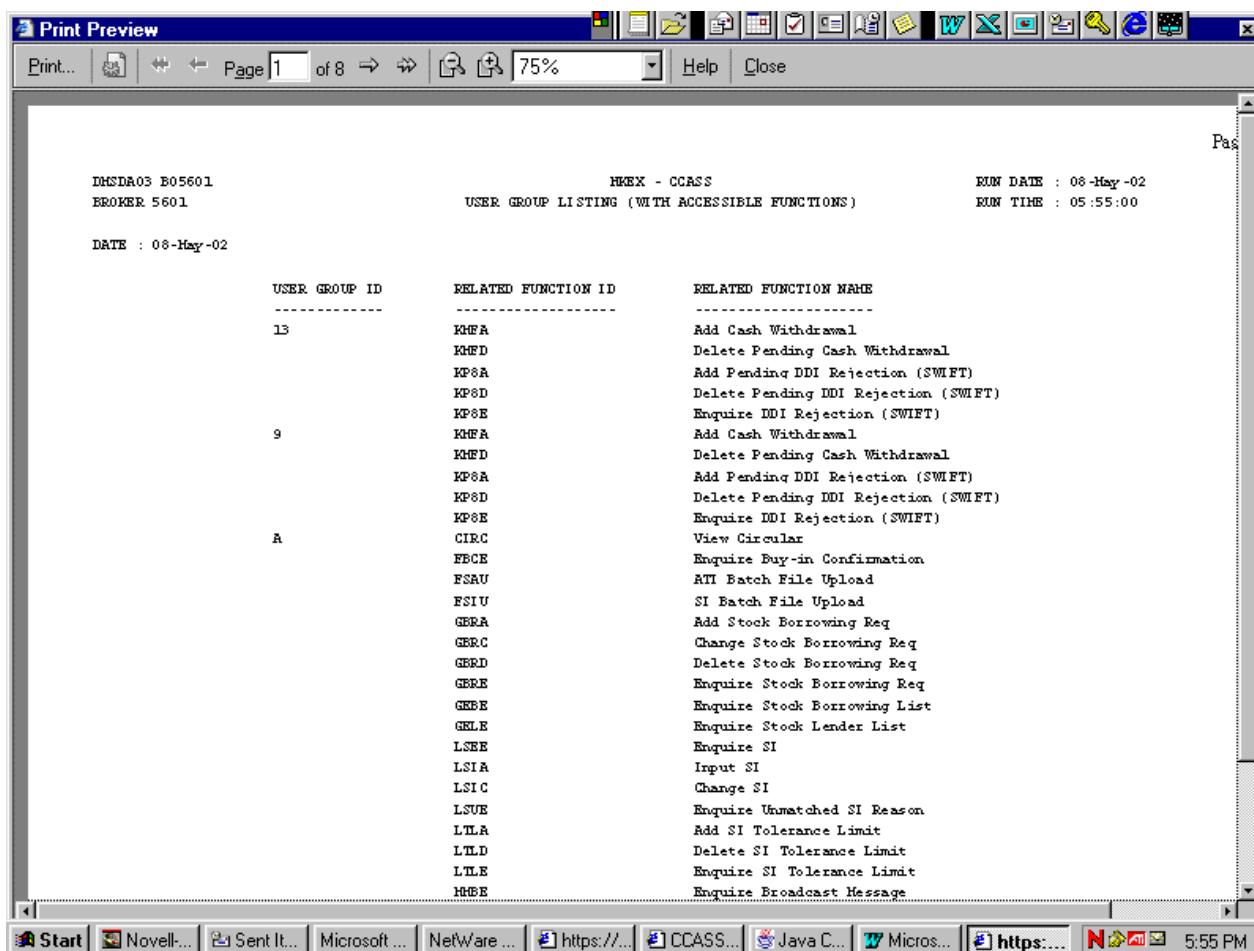 Print Preview
Print... Page 1 of 8 75% Help Close
Pag
DHSDA03 B05601 HKEX - CCASS RUN DATE : 08-May-02
BROKER 5601 USER GROUP LISTING (WITH ACCESSIBLE FUNCTIONS) RUN TIME : 05:55:00
DATE : 08-May-02
USER GROUP ID RELATED FUNCTION ID RELATED FUNCTION NAME
------------- ------------------- ---------------------
13 KMFA Add Cash Withdrawal
KMFD Delete Pending Cash Withdrawal
KP8A Add Pending DDI Rejection (SWIFT)
KP8D Delete Pending DDI Rejection (SWIFT)
KP8E Enquire DDI Rejection (SWIFT)
9 KMFA Add Cash Withdrawal
KMFD Delete Pending Cash Withdrawal
KP8A Add Pending DDI Rejection (SWIFT)
KP8D Delete Pending DDI Rejection (SWIFT)
KP8E Enquire DDI Rejection (SWIFT)
A CIRC View Circular
FBCE Enquire Buy-in Confirmation
FSAU ATI Batch File Upload
FSIU SI Batch File Upload
GBRA Add Stock Borrowing Req
GBRC Change Stock Borrowing Req
GBRD Delete Stock Borrowing Req
GBRE Enquire Stock Borrowing Req
GEBE Enquire Stock Borrowing List
GELE Enquire Stock Lender List
LSEE Enquire SI
LSIA Input SI
LSIC Change SI
LSUE Enquire Unmatched SI Reason
LTLA Add SI Tolerance Limit
LTLD Delete SI Tolerance Limit
LTLE Enquire SI Tolerance Limit
MMBE Enquire Broadcast Message
Start Novell-... Sent It... Microsoft ... NetWare ... https://... CCASS... Java C... Micros... https:... 5:55 PM